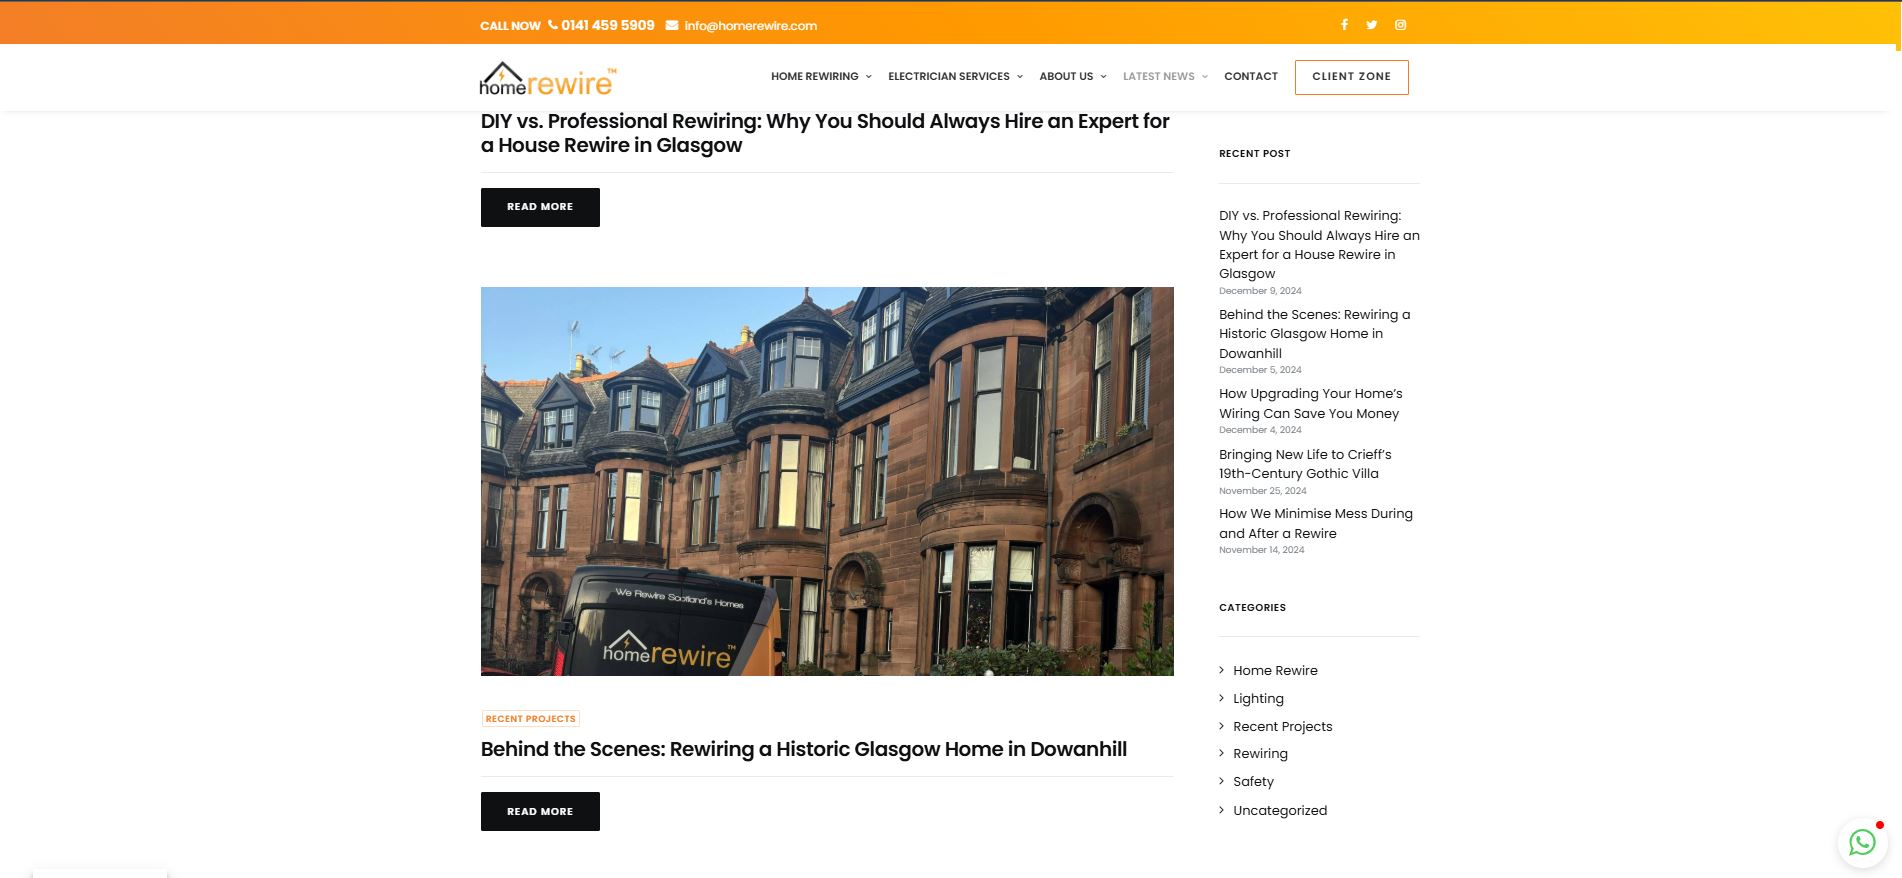 CALL NOW 0141 459 5909 info@homerewire.com
homerewire™
HOME REWIRING ELECTRICIAN SERVICES ABOUT US LATEST NEWS CONTACT CLIENT ZONE
DIY vs. Professional Rewiring: Why You Should Always Hire an Expert for
a House Rewire in Glasgow
READ MORE
We Rewire Scotland's Homes
homerewire™
RECENT PROJECTS
Behind the Scenes: Rewiring a Historic Glasgow Home in Dowanhill
READ MORE
RECENT POST
DIY vs. Professional Rewiring:
Why You Should Always Hire an
Expert for a House Rewire in
Glasgow
December 9, 2024
Behind the Scenes: Rewiring a
Historic Glasgow Home in
Dowanhill
December 5, 2024
How Upgrading Your Home's
Wiring Can Save You Money
December 4, 2024
Bringing New Life to Crieff's
19th-Century Gothic Villa
November 25, 2024
How We Minimise Mess During
and After a Rewire
November 14, 2024
CATEGORIES
Home Rewire
Lighting
Recent Projects
Rewiring
Safety
Uncategorized